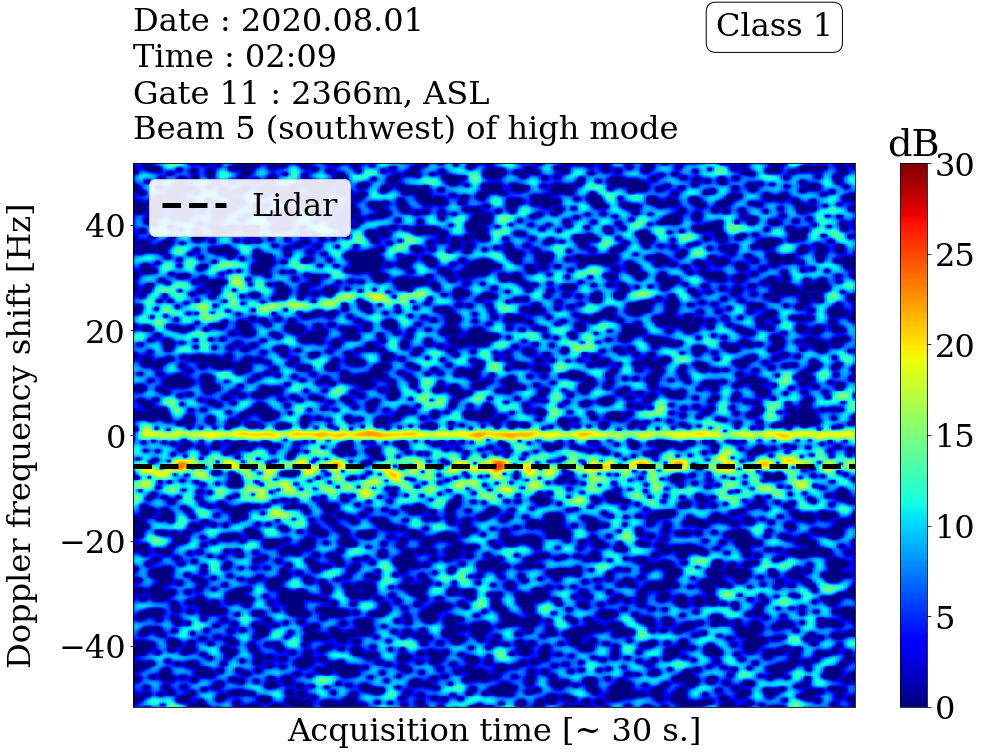 Date : 2020.08.01
Time : 02:09
Gate 11 : 2366m, ASL
Beam 5 (southwest) of high mode
Class 1
dB
Lidar
Doppler frequency shift [Hz]
40
20
0
−20
−40
30
25
20
15
10
5
0
Acquisition time [~ 30 s.]